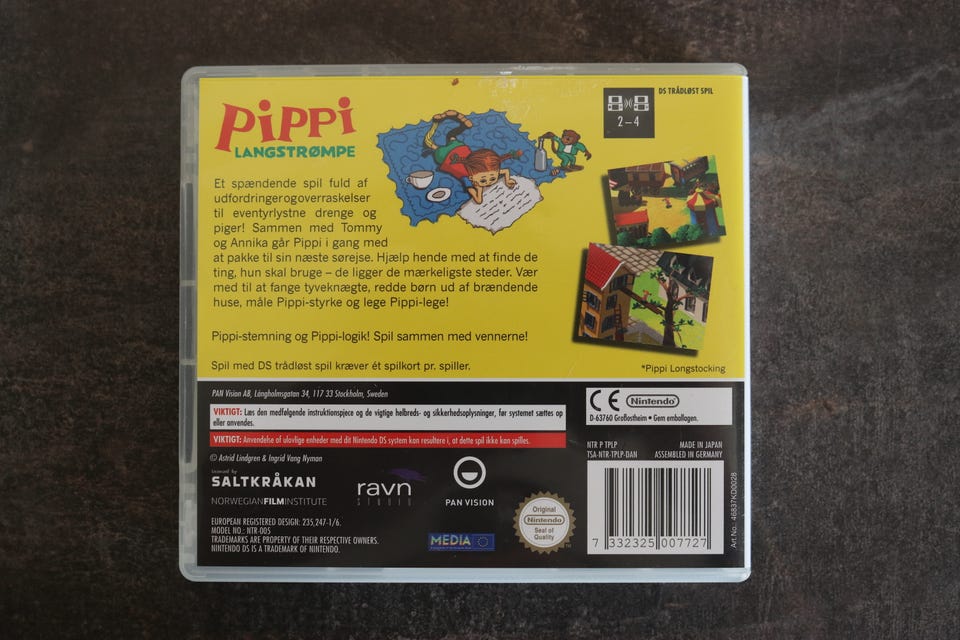 PIPPI
LANGSTRØMPE
DS TRÅDLØST SPIL
2–4
Et spændende spil fuld af
udfordringer og overraskelser
til eventyrlystne drenge og
piger! Sammen med Tommy
og Annika går Pippi i gang med
at pakke til sin næste sørejse. Hjælp hende med at finde de
ting, hun skal bruge – de ligger de mærkeligste steder. Vær
med til at fange tyveknægte, redde børn ud af brændende
huse, måle Pippi-styrke og lege Pippi-lege!
Pippi-stemning og Pippi-logik! Spil sammen med vennerne!
Spil med DS trådløst spil kræver ét spilkort pr. spiller.
*Pippi Longstocking
PAN Vision AB, Långholmsgatan 34, 117 33 Stockholm, Sweden
VIKTIGT: Læs den medfølgende instruktionspjece og de vigtige helbreds- og sikkerhedsoplysninger, før systemet sættes op
eller anvendes.
VIKTIGT: Anvendelse af ulovlige enheder med dit Nintendo DS system kan resultere i, at dette spil ikke kan spilles.
© Astrid Lindgren & Ingrid Vang Nyman
Licensed by
SALTKRÅKAN
NORWEGIANFILMINSTITUTE
ravn
STUDIO
PAN VISION
EUROPEAN REGISTERED DESIGN: 235,247-1/6.
MODEL NO.: NTR-005
TRADEMARKS ARE PROPERTY OF THEIR RESPECTIVE OWNERS.
NINTENDO DS IS A TRADEMARK OF NINTENDO.
MEDIA
Original
Nintendo
Seal of
Quality
TM
CE
Nintendo
D-63760 Großostheim • Gem emballagen.
NTR P TPLP
TSA-NTR-TPLP-DAN
MADE IN JAPAN
ASSEMBLED IN GERMANY
7 332325 007727
Art.No.: 46837KD0028